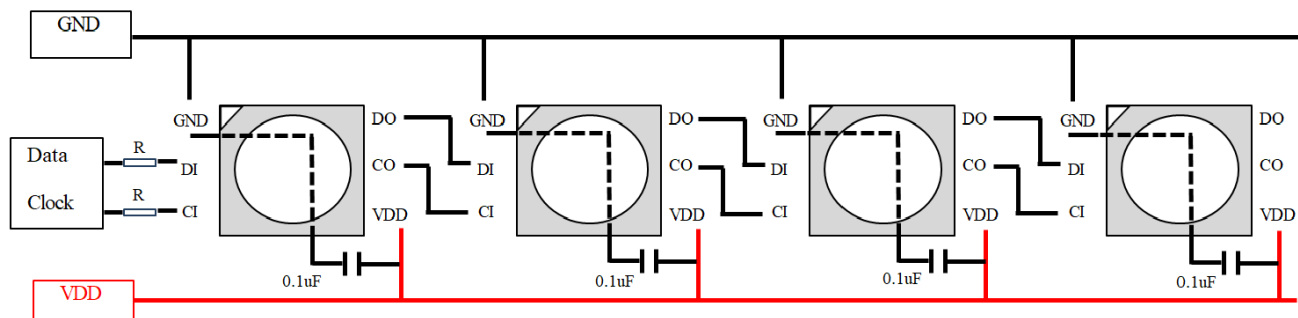 GND
GND DO GND DO GND DO GND DO
Data R DI CO DI CO DI CO DI CO
Clock R CI VDD CI VDD CI VDD CI VDD
0.1uF 0.1uF 0.1uF 0.1uF
VDD